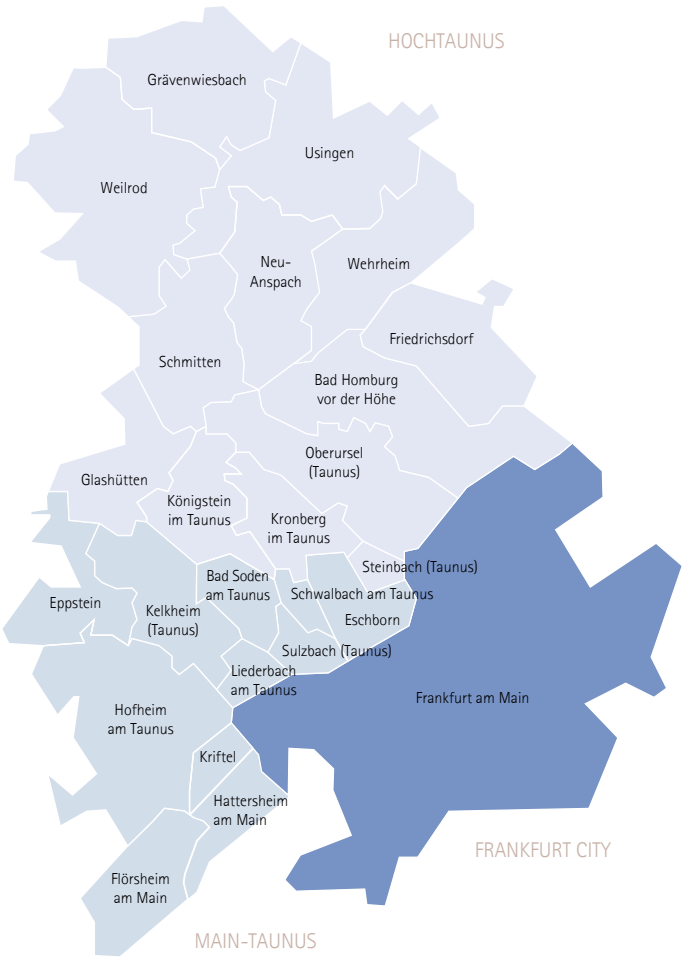 HOCHTAUNUS
Grävenwiesbach
Usingen
Weilrod
Neu-
Anspach
Wehrheim
Friedrichsdorf
Schmitten
Bad Homburg
vor der Höhe
Oberursel
(Taunus)
Glashütten
Königstein
im Taunus
Kronberg
im Taunus
Steinbach (Taunus)
Bad Soden
am Taunus
Schwalbach am Taunus
Eppstein
Kelkheim
(Taunus)
Eschborn
Sulzbach (Taunus)
Liederbach
am Taunus
Frankfurt am Main
Hofheim
am Taunus
Kriftel
Hattersheim
am Main
FRANKFURT CITY
Flörsheim
am Main
MAIN-TAUNUS